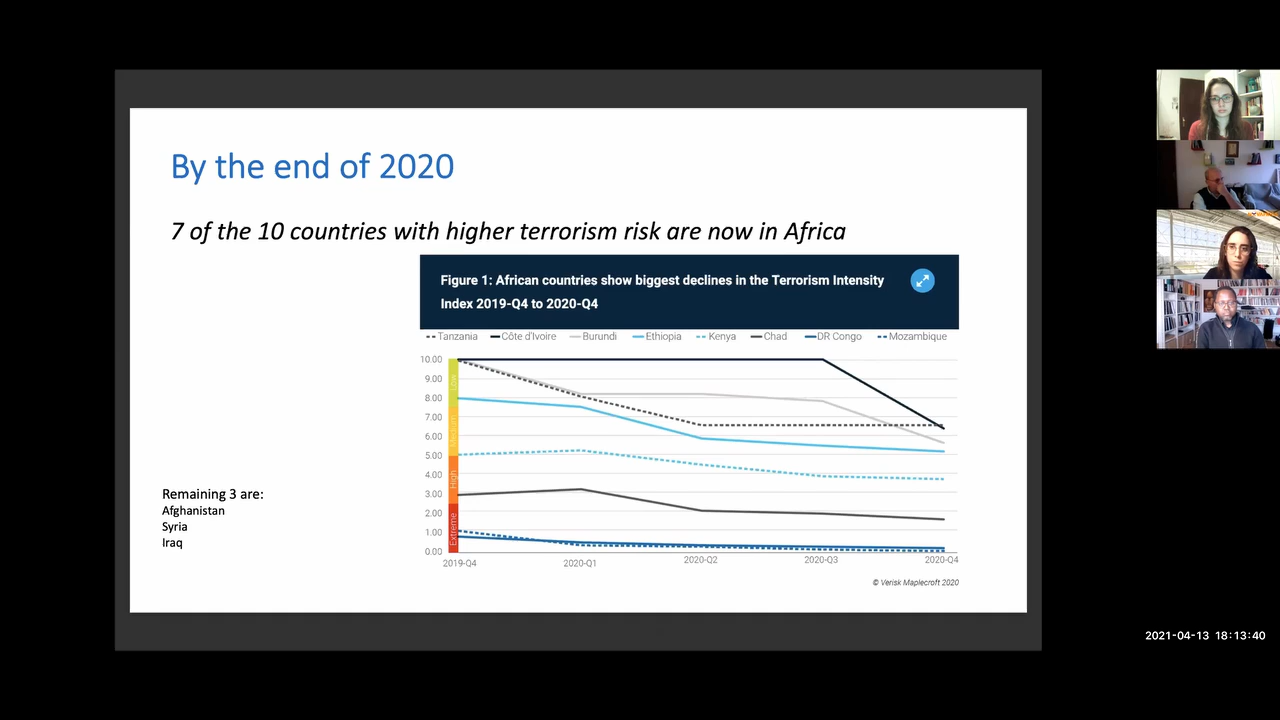 By the end of 2020
7 of the 10 countries with higher terrorism risk are now in Africa
Figure 1: African countries show biggest declines in the Terrorism Intensity
Index 2019-Q4 to 2020-Q4
Tanzania Côte d'Ivoire Burundi Ethiopia Kenya Chad DR Congo Mozambique
10.00
9.00
8.00
7.00
6.00
5.00
4.00
3.00
2.00
1.00
0.00
Low
Medium
High
Extreme
2019-Q4 2020-Q1 2020-Q2 2020-Q3 2020-Q4
© Verisk Maplecroft 2020
Remaining 3 are:
Afghanistan
Syria
Iraq
2021-04-13 18:13:40